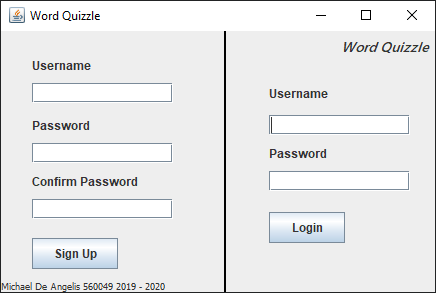 Word Quizzle
Username
Password
Confirm Password
Sign Up
Michael De Angelis 560049 2019 - 2020
Word Quizzle
Username
Password
Login